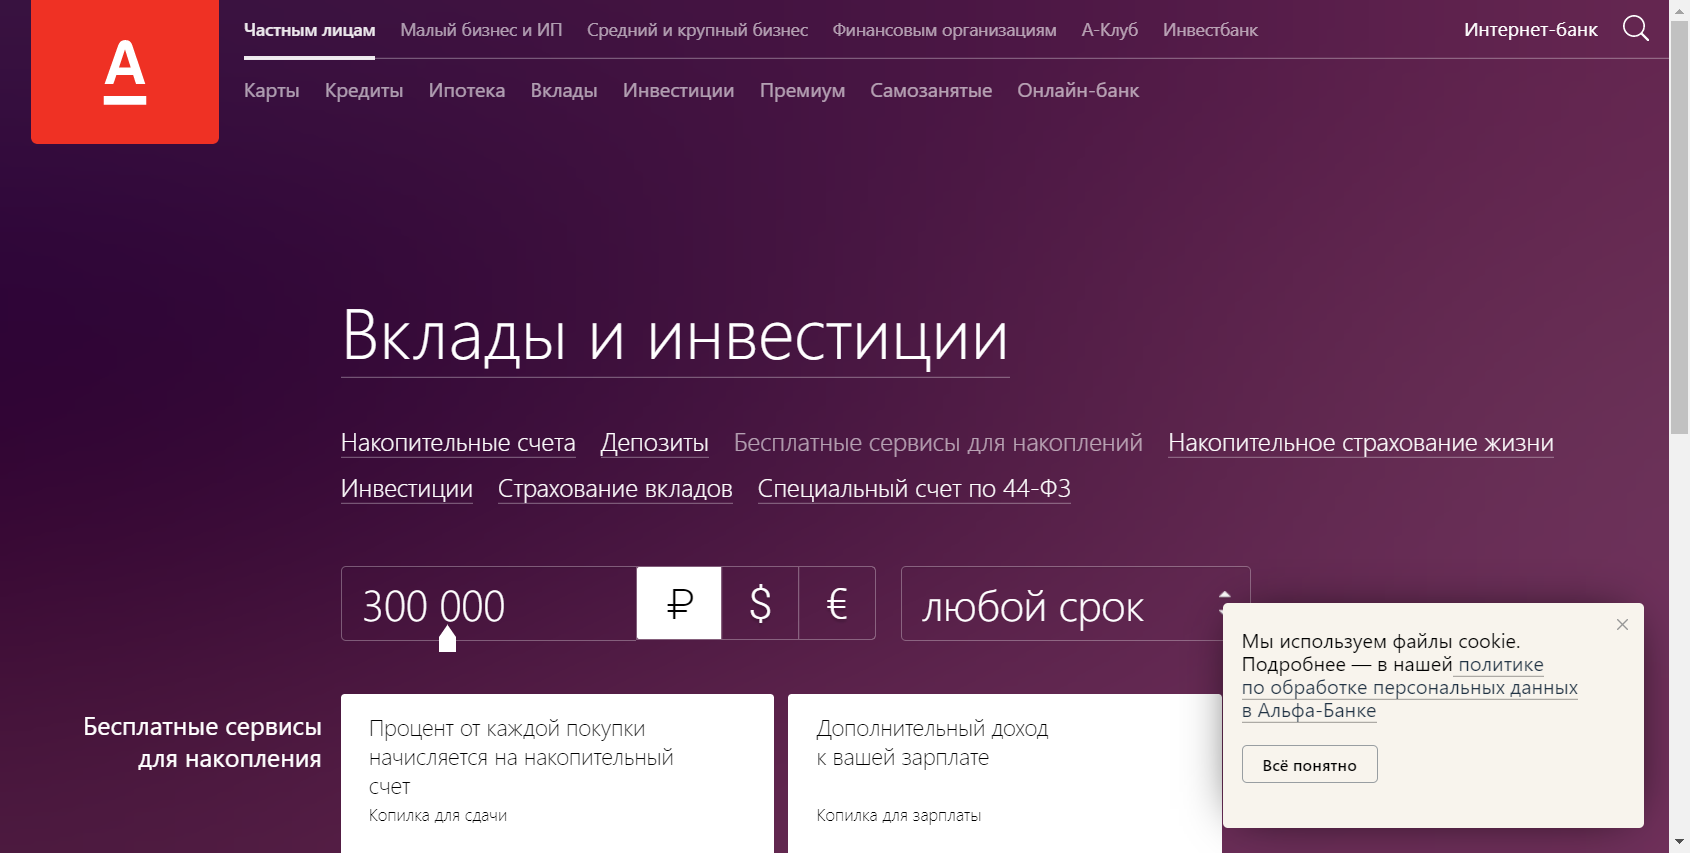 Частным лицам Малый бизнес и ИП Средний и крупный бизнес Финансовым организациям А-Клуб Инвестбанк Интернет-банк
А
Карты Кредиты Ипотека Вклады Инвестиции Премиум Самозанятые Онлайн-банк
Вклады и инвестиции
Накопительные счета Депозиты Бесплатные сервисы для накоплений Накопительное страхование жизни
Инвестиции Страхование вкладов Специальный счет по 44-ФЗ
300 000 ₽ $ € любой срок
Бесплатные сервисы
для накопления
Процент от каждой покупки
начисляется на накопительный
счет
Копилка для сдачи
Дополнительный доход
к вашей зарплате
Копилка для зарплаты
Мы используем файлы cookie.
Подробнее — в нашей политике
по обработке персональных данных
в Альфа-Банке
Всё понятно